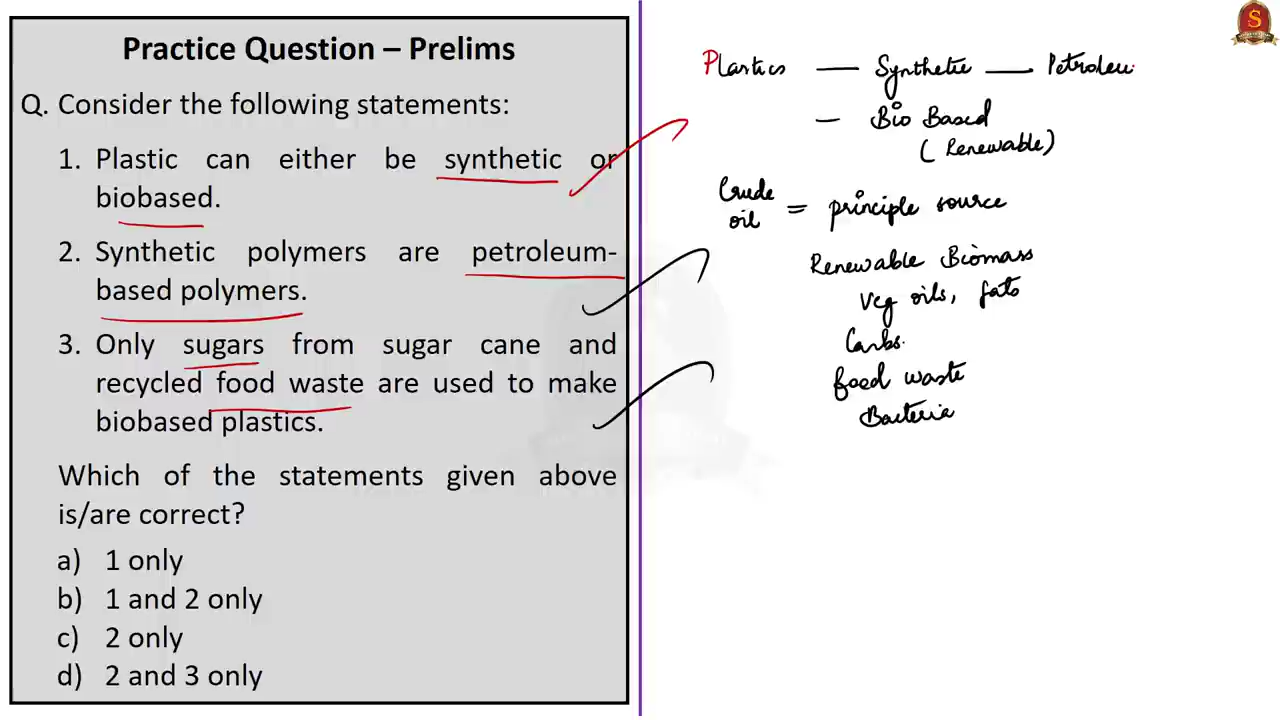 Practice Question – Prelims
Q. Consider the following statements:
1. Plastic can either be synthetic or
biobased.
2. Synthetic polymers are petroleum-
based polymers.
3. Only sugars from sugar cane and
recycled food waste are used to make
biobased plastics.
Which of the statements given above
is/are correct?
a) 1 only
b) 1 and 2 only
c) 2 only
d) 2 and 3 only
Plastics — Synthetic — Petroleu
— Bio Based
(Renewable)
Crude
oil = principle source
Renewable Biomass
Veg oils, fats
Carbs.
food waste
Bacteria
S